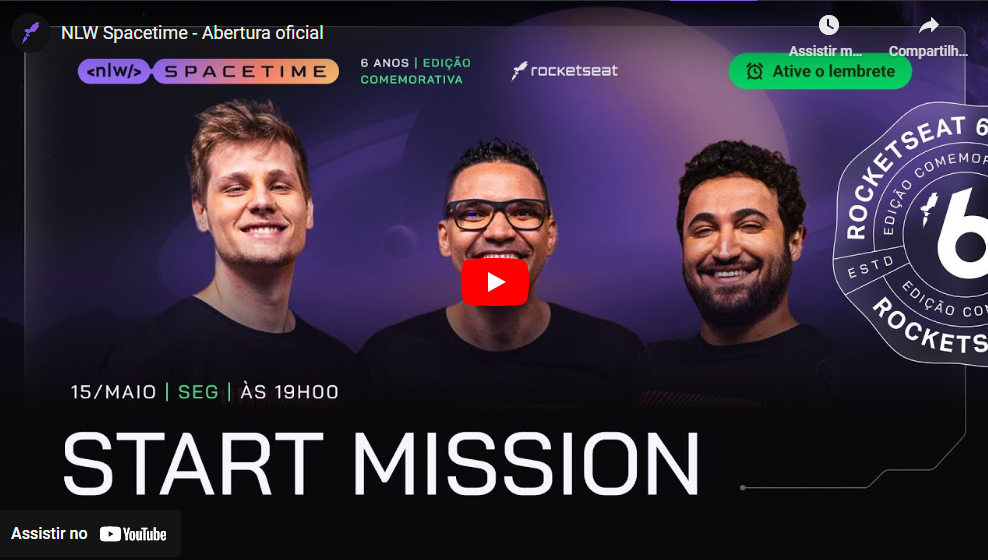 NLW Spacetime - Abertura oficial
Assistir m...
Compartilh...
<nlw/> SPACETIME
6 ANOS | EDIÇÃO
COMEMORATIVA
rocketseat
Ative o lembrete
ROCKETSEAT 6
EDIÇÃO COMEMOR
6
ESTD
EDIÇÃO CO
ROCKETS
15/MAIO | SEG | ÀS 19H00
START MISSION
Assistir no YouTube